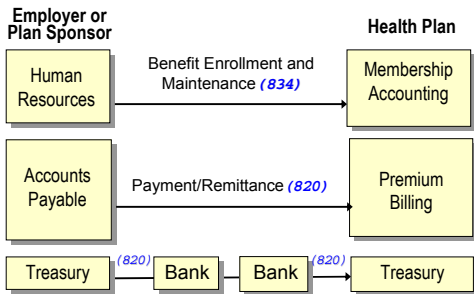 Employer or
Plan Sponsor
Health Plan
Human
Resources
Benefit Enrollment and
Maintenance (834)
Membership
Accounting
Accounts
Payable
Payment/Remittance (820)
Premium
Billing
Treasury
(820)
Bank
Bank
(820)
Treasury